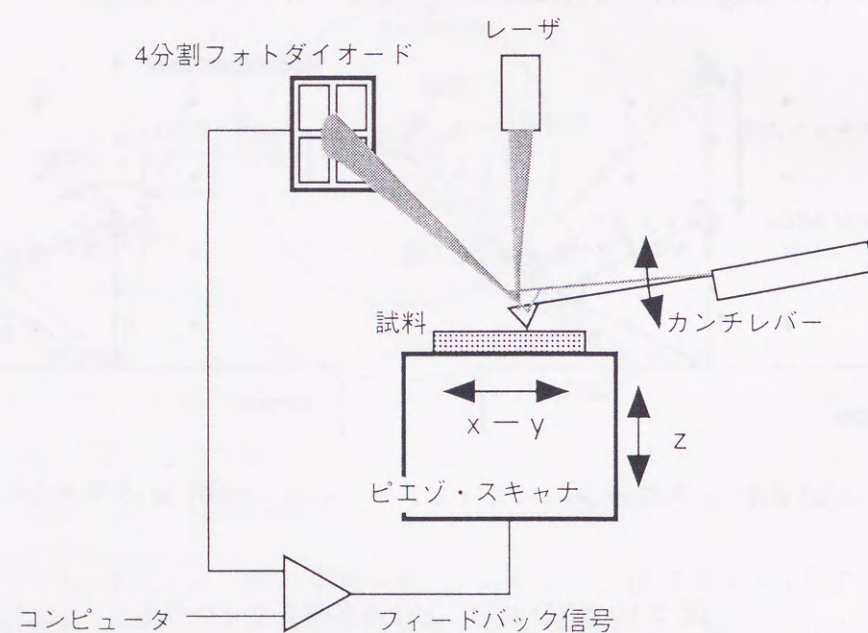 レーザ
4分割フォトダイオード
試料
カンチレバー
x — y
z
ピエゾ・スキャナ
コンピュータ
フィードバック信号